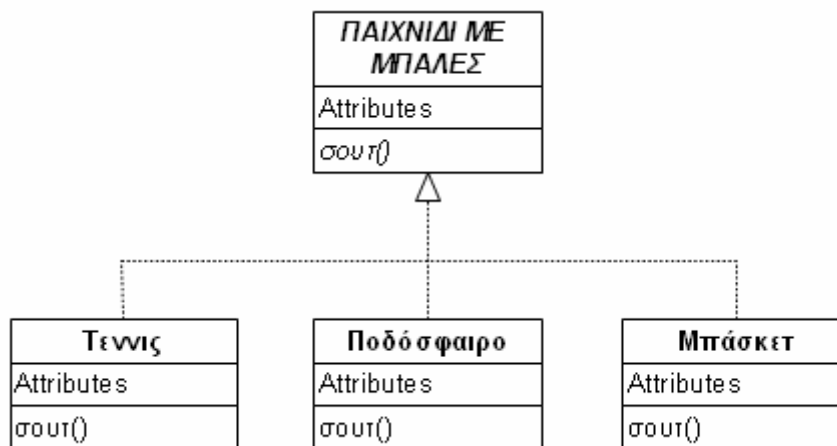 ΠΑΙΧΝΙΔΙ ΜΕ
ΜΠΑΛΕΣ
Attributes
σουτ()
Τεννις
Attributes
σουτ()
Ποδόσφαιρο
Attributes
σουτ()
Μπάσκετ
Attributes
σουτ()